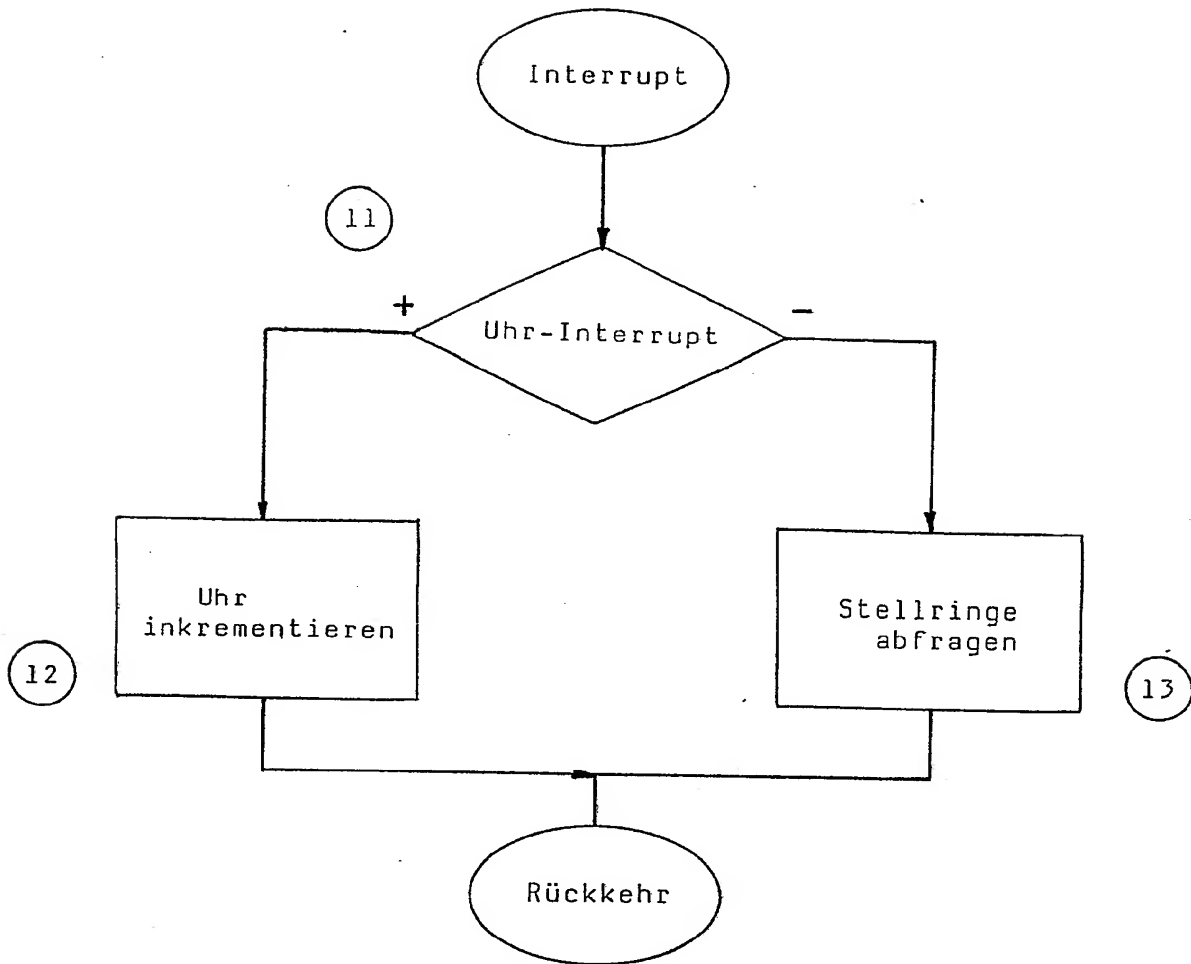 Interrupt
11
+
Uhr-Interrupt
-
Uhr
inkrementieren
12
Stellringe
abfragen
13
Rückkehr